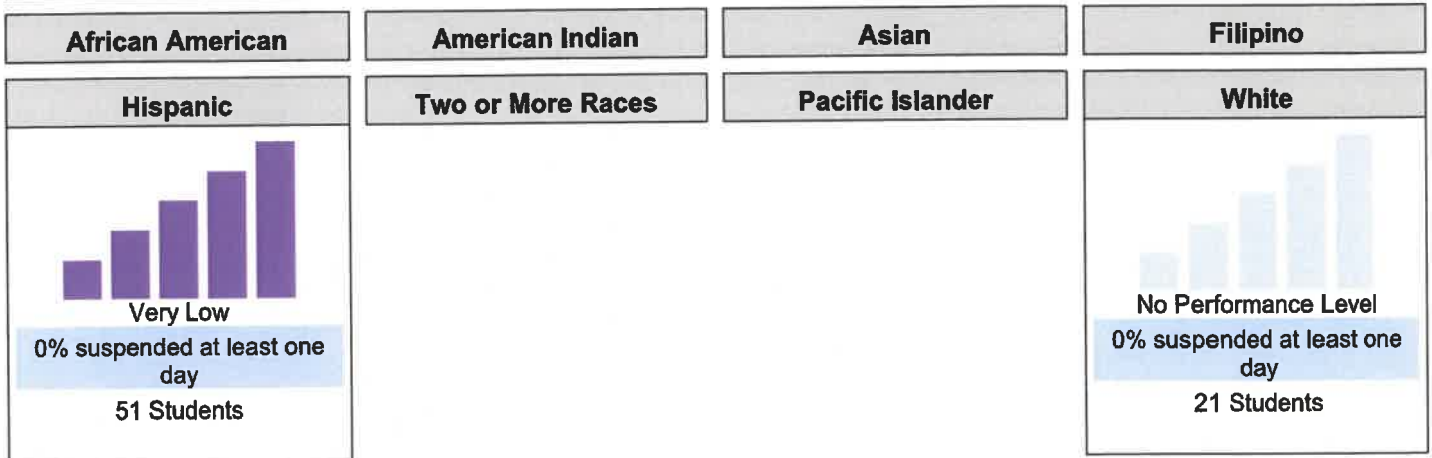 African American
American Indian
Asian
Filipino
Hispanic
Two or More Races
Pacific Islander
White
Very Low
0% suspended at least one
day
51 Students
No Performance Level
0% suspended at least one
day
21 Students